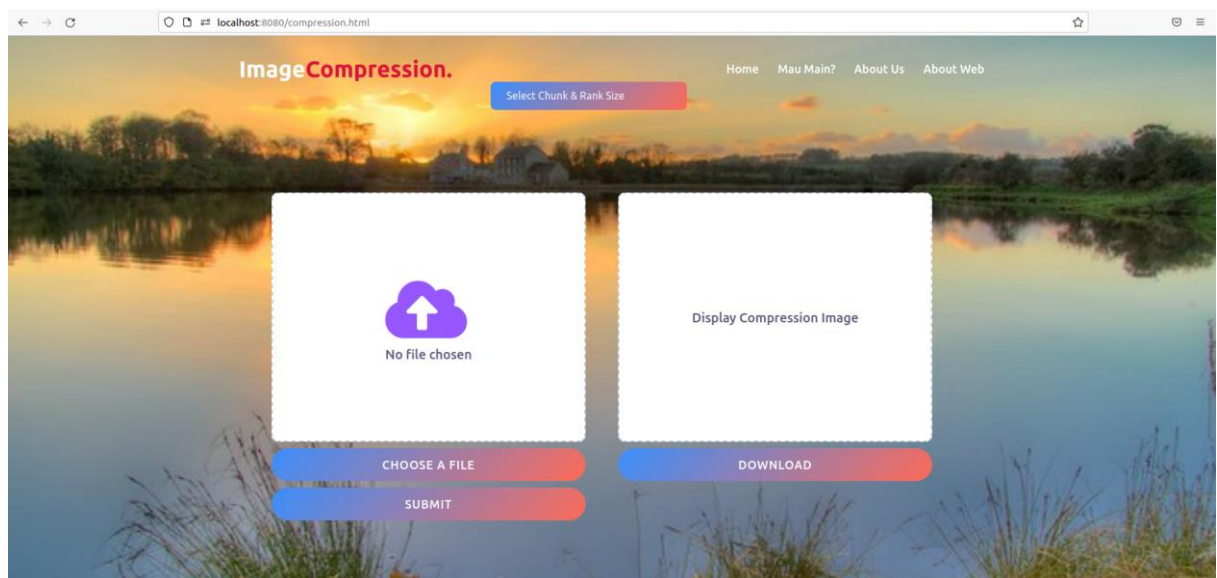 localhost:8080/compression.html
ImageCompression.
Home Mau Main? About Us About Web
Select Chunk & Rank Size
No file chosen
Display Compression Image
CHOOSE A FILE
DOWNLOAD
SUBMIT